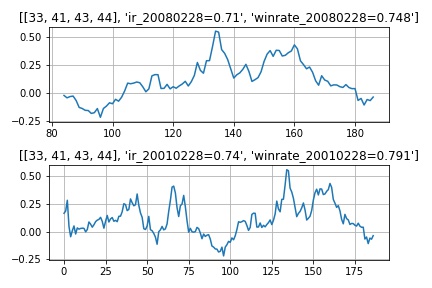 [[33, 41, 43, 44], 'ir_20080228=0.71', 'winrate_20080228=0.748']
0.50
0.25
0.00
−0.25
80 100 120 140 160 180
[[33, 41, 43, 44], 'ir_20010228=0.74', 'winrate_20010228=0.791']
0.50
0.25
0.00
−0.25
0 25 50 75 100 125 150 175